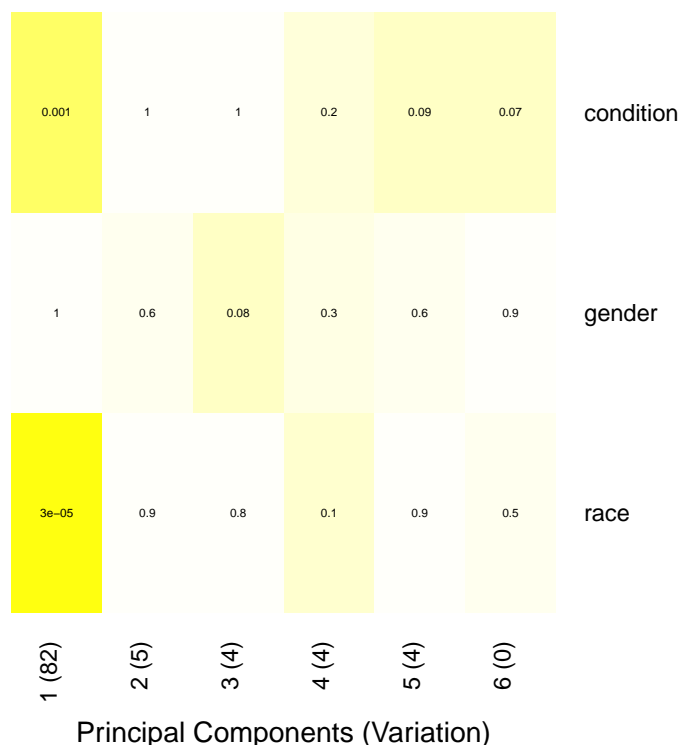 0.001 1 1 0.2 0.09 0.07 condition
1 0.6 0.08 0.3 0.6 0.9 gender
3e−05 0.9 0.8 0.1 0.9 0.5 race
1 (82) 2 (5) 3 (4) 4 (4) 5 (4) 6 (0)
Principal Components (Variation)